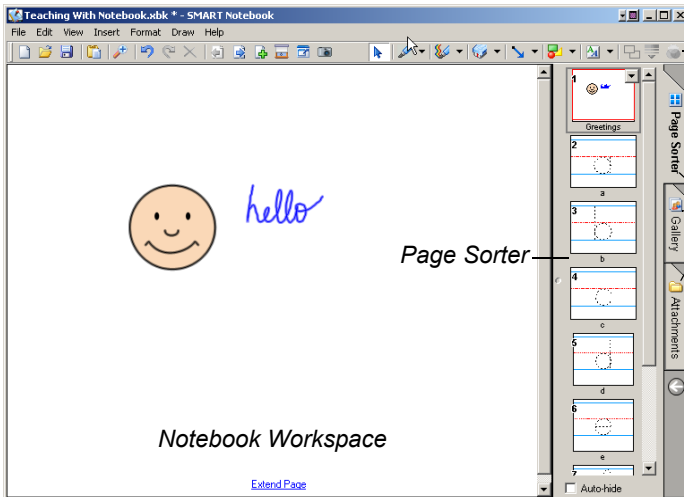 Teaching With Notebook.xbk * - SMART Notebook
File Edit View Insert Format Draw Help
1
Greetings
2
a
3
b
4
c
5
d
6
e
7
hello
Page Sorter
Notebook Workspace
Extend Page
Auto-hide
Page Sorter
Gallery
Attachments